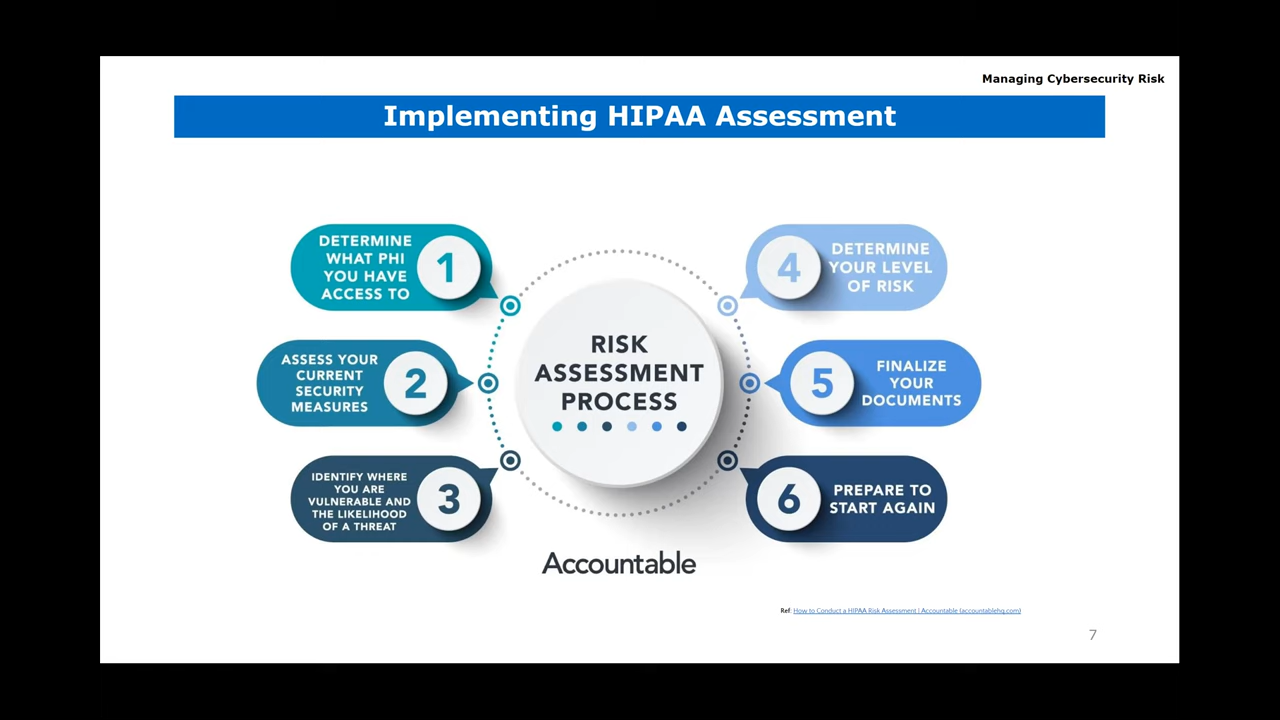 Managing Cybersecurity Risk
Implementing HIPAA Assessment
DETERMINE
WHAT PHI
YOU HAVE
ACCESS TO
1
ASSESS YOUR
CURRENT
SECURITY
MEASURES
2
IDENTIFY WHERE
YOU ARE
VULNERABLE AND
THE LIKELIHOOD
OF A THREAT
3
RISK
ASSESSMENT
PROCESS
4
DETERMINE
YOUR LEVEL
OF RISK
5
FINALIZE
YOUR
DOCUMENTS
6
PREPARE TO
START AGAIN
Accountable
Ref: How to Conduct a HIPAA Risk Assessment | Accountable (accountablehq.com)
7